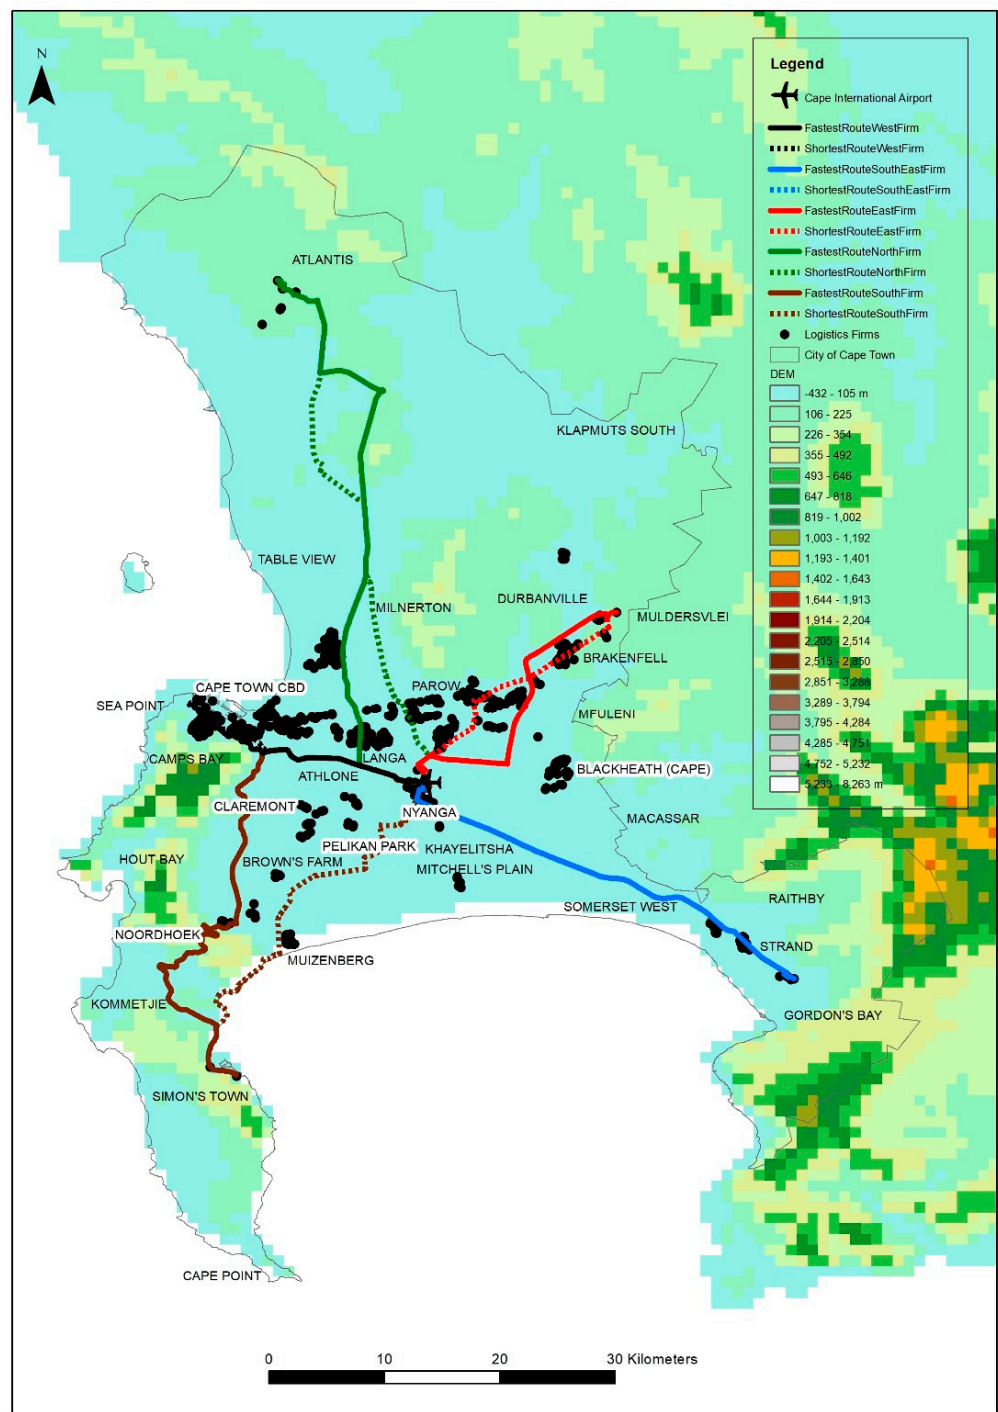 N
Legend
Cape International Airport
FastestRouteWestFirm
ShortestRouteWestFirm
FastestRouteSouthEastFirm
ShortestRouteSouthEastFirm
FastestRouteEastFirm
ShortestRouteEastFirm
FastestRouteNorthFirm
ShortestRouteNorthFirm
FastestRouteSouthFirm
ShortestRouteSouthFirm
Logistics Firms
City of Cape Town
DEM
-432 - 105 m
106 - 225
226 - 354
355 - 492
493 - 646
647 - 818
819 - 1,002
1,003 - 1,192
1,193 - 1,401
1,402 - 1,643
1,644 - 1,913
1,914 - 2,204
2,205 - 2,514
2,515 - 2,850
2,851 - 3,288
3,289 - 3,794
3,795 - 4,284
4,285 - 4,751
4,752 - 5,232
5,233 - 8,263 m
ATLANTIS
KLAPMUTS SOUTH
TABLE VIEW
DURBANVILLE
MILNERTON
MULDERSVLEI
BRAKENFELL
CAPE TOWN CBD
PAROW
SEA POINT
MFULENI
CAMPS BAY
LANGA
ATHLONE
BLACKHEATH (CAPE)
CLAREMONT
NYANGA
MACASSAR
PELIKAN PARK
KHAYELITSHA
HOUT BAY
BROWN'S FARM
MITCHELL'S PLAIN
RAITHBY
SOMERSET WEST
NOORDHOEK
STRAND
MUIZENBERG
KOMMETJIE
GORDON'S BAY
SIMON'S TOWN
CAPE POINT
0 10 20 30 Kilometers